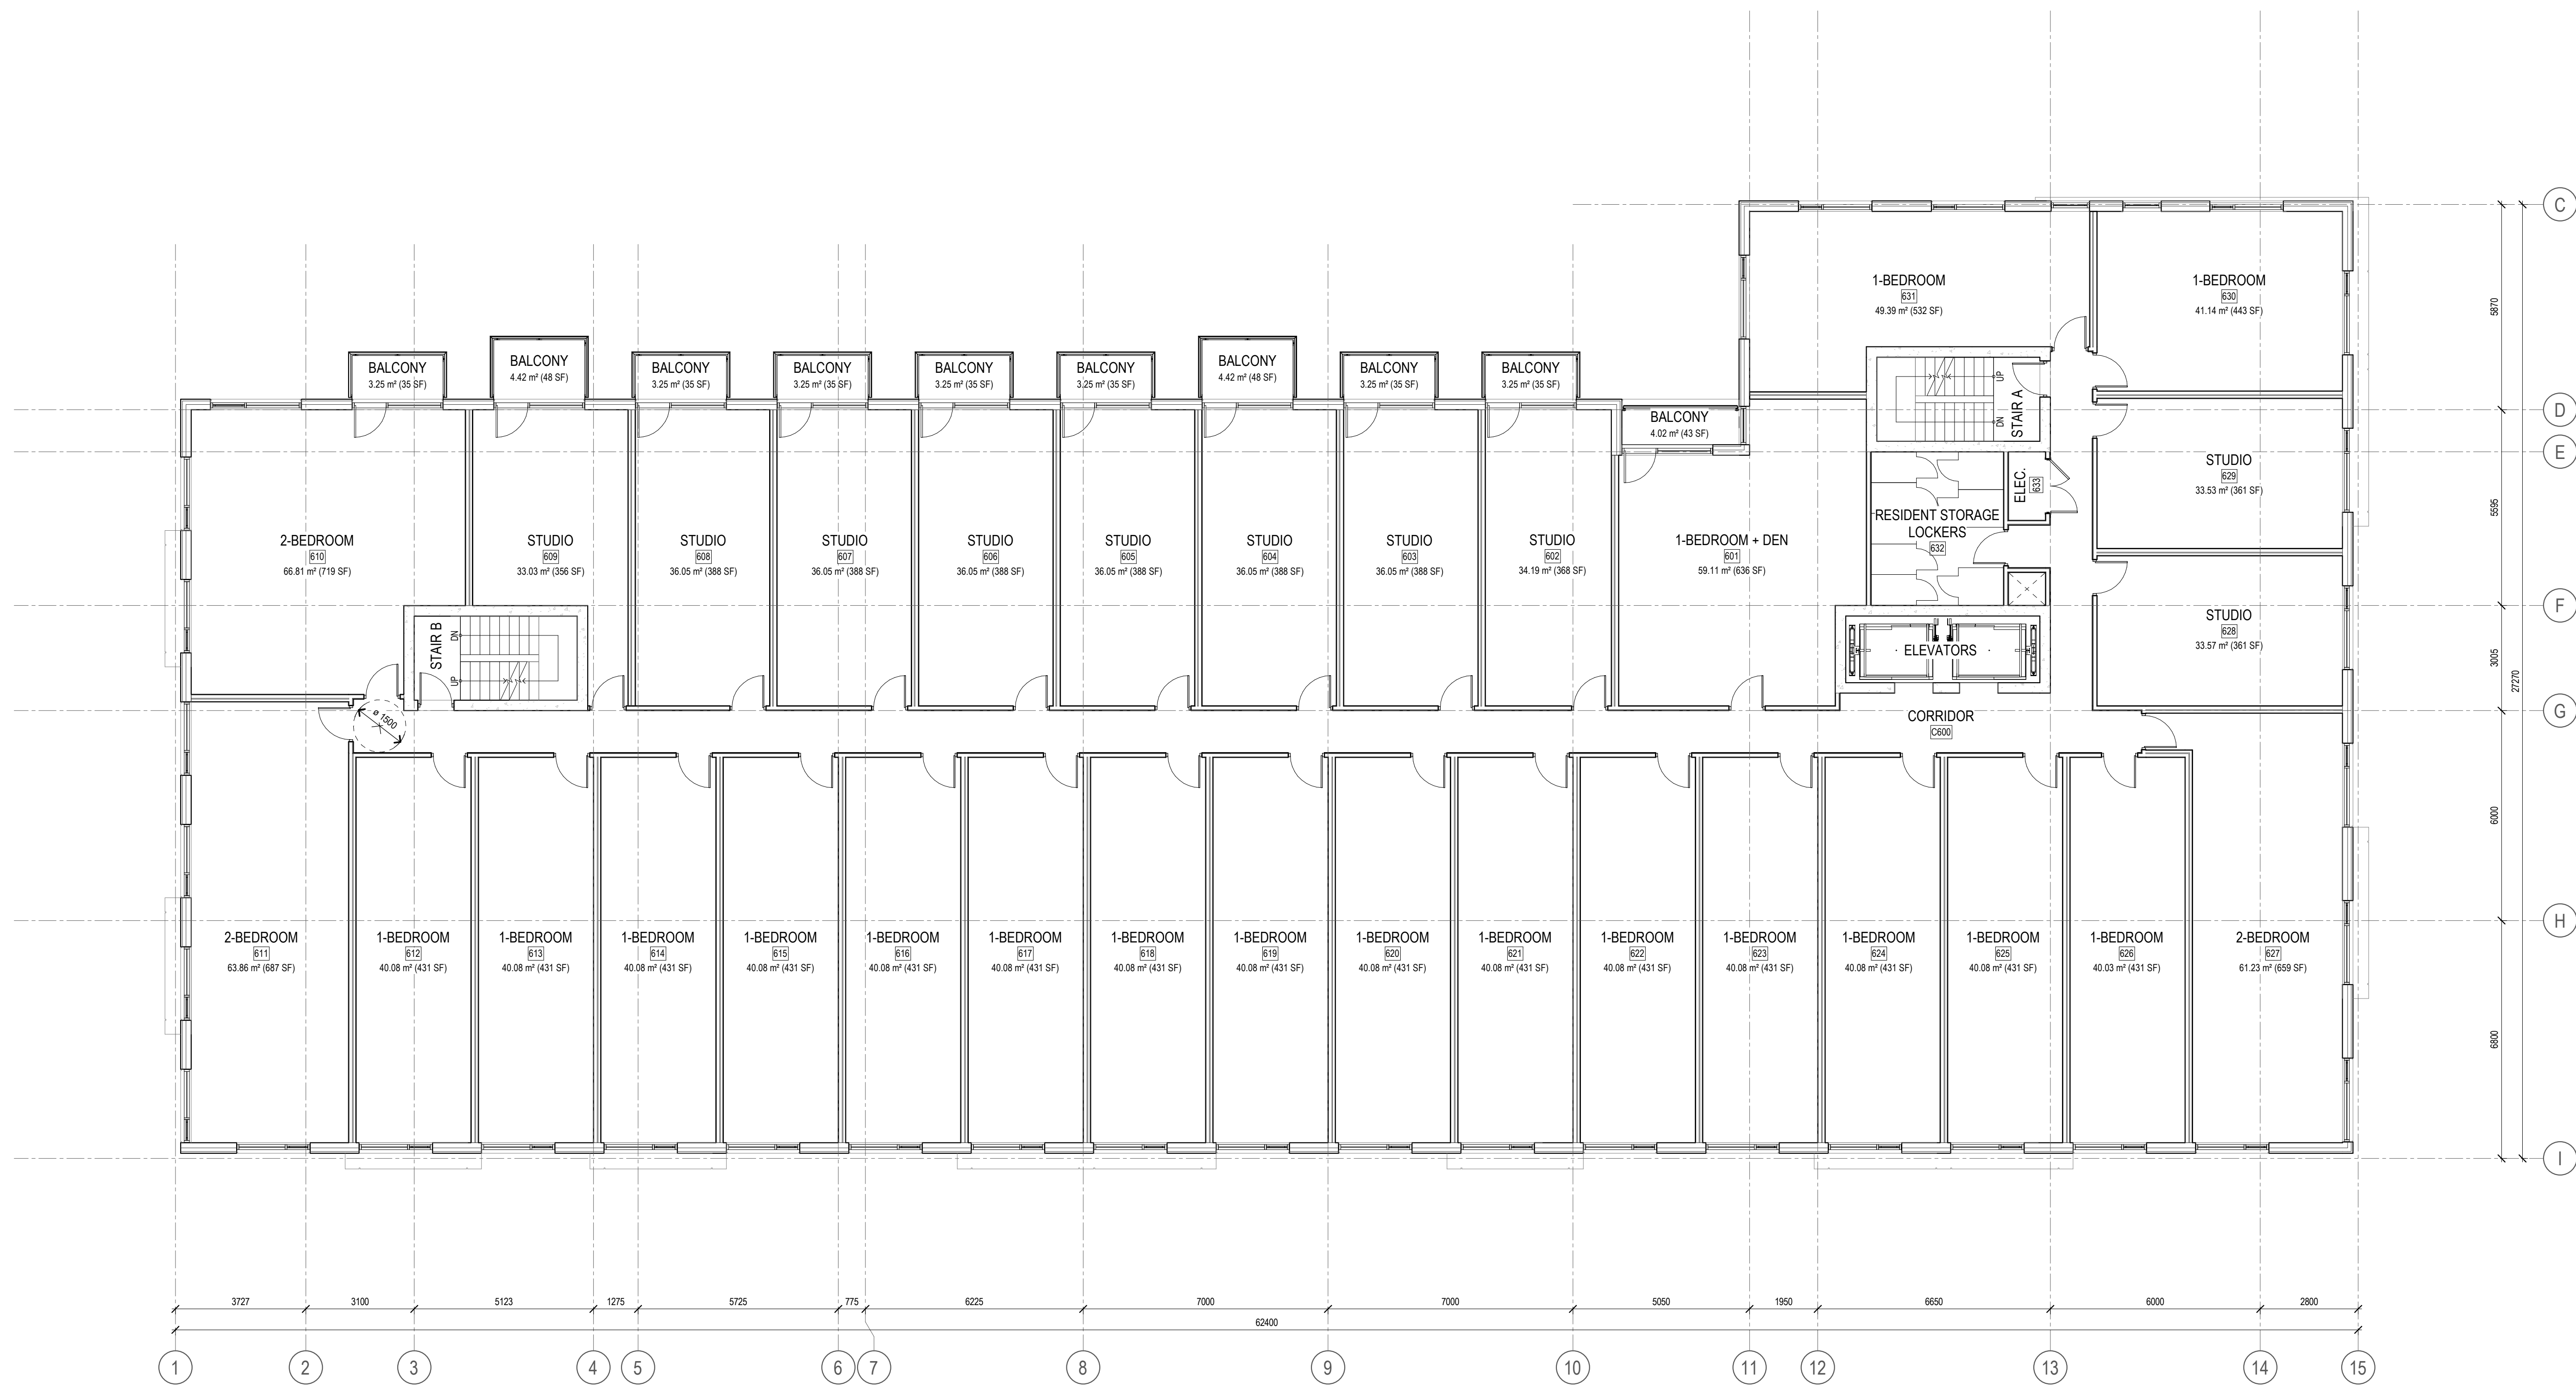 C
1-BEDROOM
631
49.39 m² (532 SF)
1-BEDROOM
630
41.14 m² (443 SF)
5870
BALCONY
3.25 m² (35 SF)
BALCONY
4.42 m² (48 SF)
BALCONY
3.25 m² (35 SF)
BALCONY
3.25 m² (35 SF)
BALCONY
3.25 m² (35 SF)
BALCONY
3.25 m² (35 SF)
BALCONY
4.42 m² (48 SF)
BALCONY
3.25 m² (35 SF)
BALCONY
3.25 m² (35 SF)
BALCONY
4.02 m² (43 SF)
UP
DN
STAIR A
D
E
2-BEDROOM
610
66.81 m² (719 SF)
STUDIO
609
33.03 m² (356 SF)
STUDIO
608
36.05 m² (388 SF)
STUDIO
607
36.05 m² (388 SF)
STUDIO
606
36.05 m² (388 SF)
STUDIO
605
36.05 m² (388 SF)
STUDIO
604
36.05 m² (388 SF)
STUDIO
603
36.05 m² (388 SF)
STUDIO
602
34.19 m² (368 SF)
1-BEDROOM + DEN
601
59.11 m² (636 SF)
RESIDENT STORAGE
LOCKERS
632
ELEC.
633
STUDIO
629
33.53 m² (361 SF)
5595
F
STAIR B
DN
UP
ELEVATORS
STUDIO
628
33.57 m² (361 SF)
3005
27270
ø 1500
CORRIDOR
C600
G
6000
H
2-BEDROOM
611
63.86 m² (687 SF)
1-BEDROOM
612
40.08 m² (431 SF)
1-BEDROOM
613
40.08 m² (431 SF)
1-BEDROOM
614
40.08 m² (431 SF)
1-BEDROOM
615
40.08 m² (431 SF)
1-BEDROOM
616
40.08 m² (431 SF)
1-BEDROOM
617
40.08 m² (431 SF)
1-BEDROOM
618
40.08 m² (431 SF)
1-BEDROOM
619
40.08 m² (431 SF)
1-BEDROOM
620
40.08 m² (431 SF)
1-BEDROOM
621
40.08 m² (431 SF)
1-BEDROOM
622
40.08 m² (431 SF)
1-BEDROOM
623
40.08 m² (431 SF)
1-BEDROOM
624
40.08 m² (431 SF)
1-BEDROOM
625
40.08 m² (431 SF)
1-BEDROOM
626
40.03 m² (431 SF)
2-BEDROOM
627
61.23 m² (659 SF)
6800
I
3727 3100 5123 1275 5725 775 6225 7000 7000 5050 1950 6650 6000 2800
62400
1 2 3 4 5 6 7 8 9 10 11 12 13 14 15